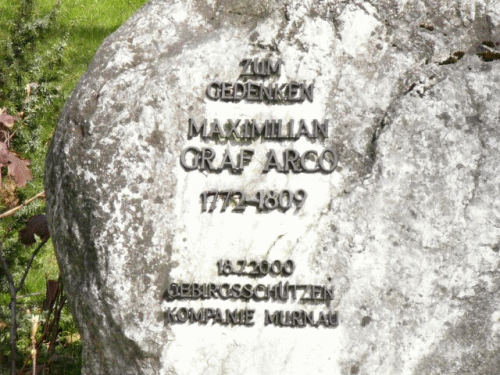 ZUM
GEDENKEN
MAXIMILIAN
GRAF ARCO
1772-1809
16.7.2000
GEBIRGSSCHÜTZEN
KOMPANIE MURNAU